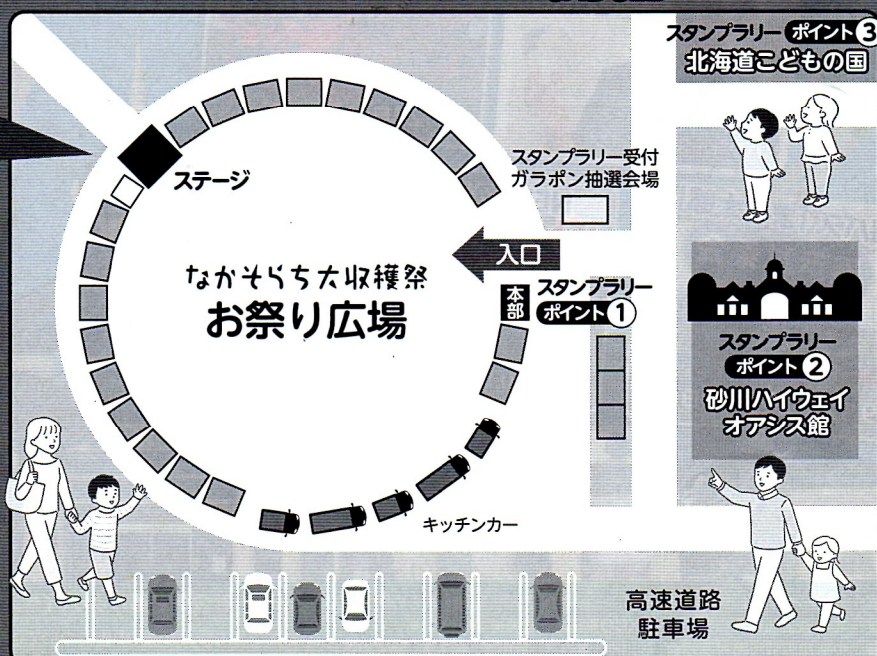 スタンプラリー ポイント3
北海道こどもの国
スタンプラリー受付
ガラポン抽選会場
ステージ
入口
なかそらち大収穫祭
お祭り広場
本部
スタンプラリー
ポイント1
スタンプラリー
ポイント2
砂川ハイウェイ
オアシス館
キッチンカー
高速道路
駐車場